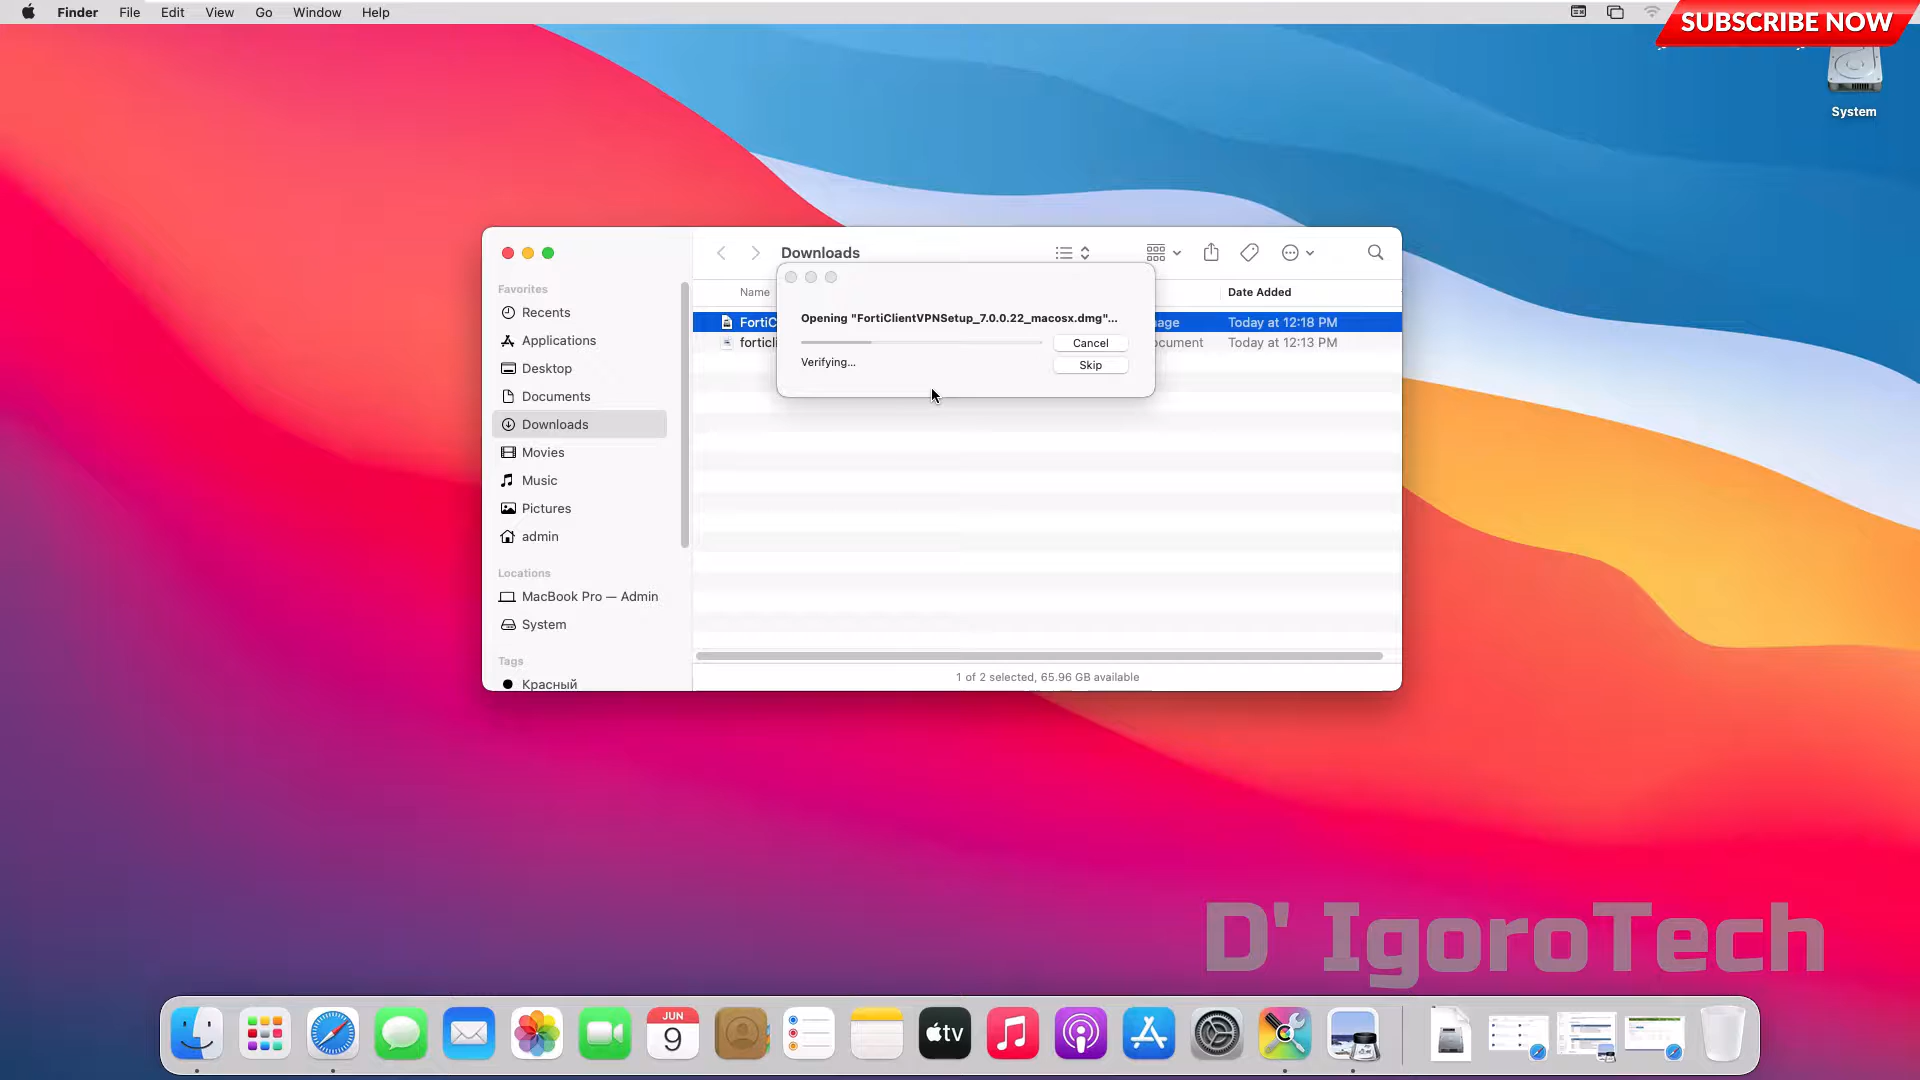 Finder File Edit View Go Window Help
SUBSCRIBE NOW
System
Downloads
Favorites
Recents
Applications
Desktop
Documents
Downloads
Movies
Music
Pictures
admin
Locations
MacBook Pro — Admin
System
Tags
Красный
Name
Date Added
FortiC
age
Today at 12:18 PM
forticli
ocument
Today at 12:13 PM
Opening "FortiClientVPNSetup_7.0.0.22_macosx.dmg"...
Cancel
Verifying...
Skip
1 of 2 selected, 65.96 GB available
D' IgoroTech
JUN
9
tv